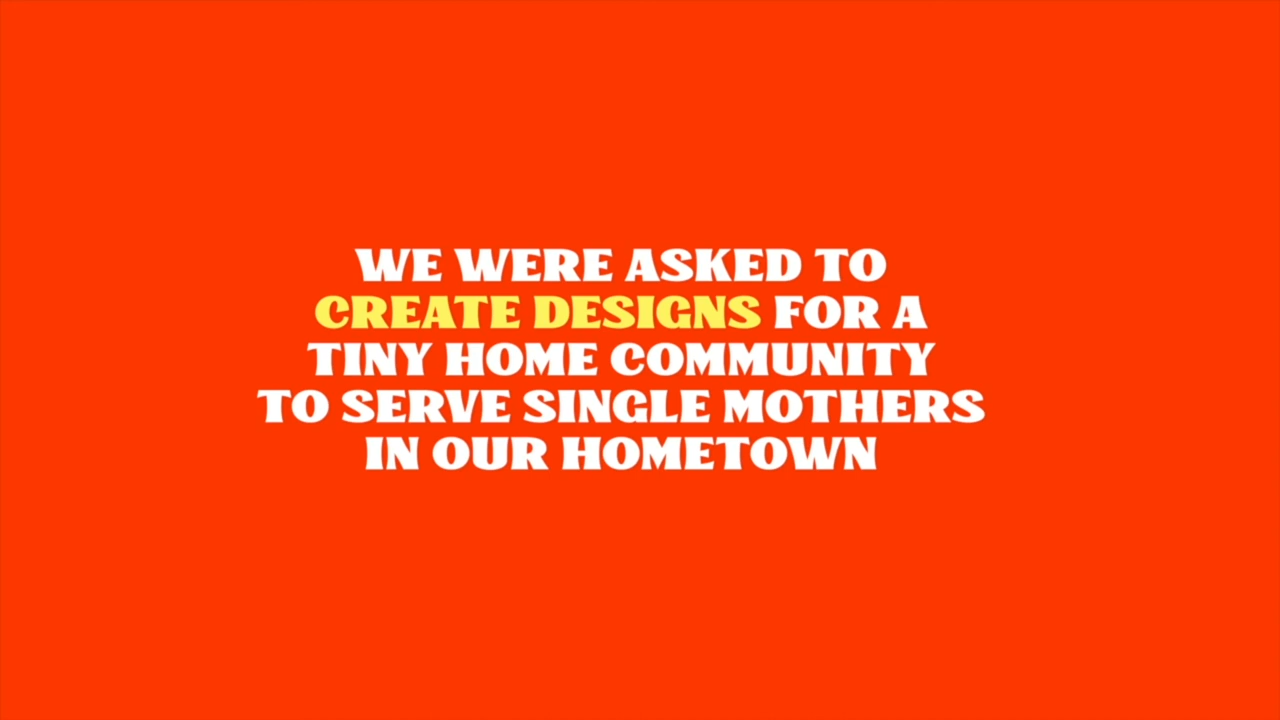 WE WERE ASKED TO
CREATE DESIGNS FOR A
TINY HOME COMMUNITY
TO SERVE SINGLE MOTHERS
IN OUR HOMETOWN